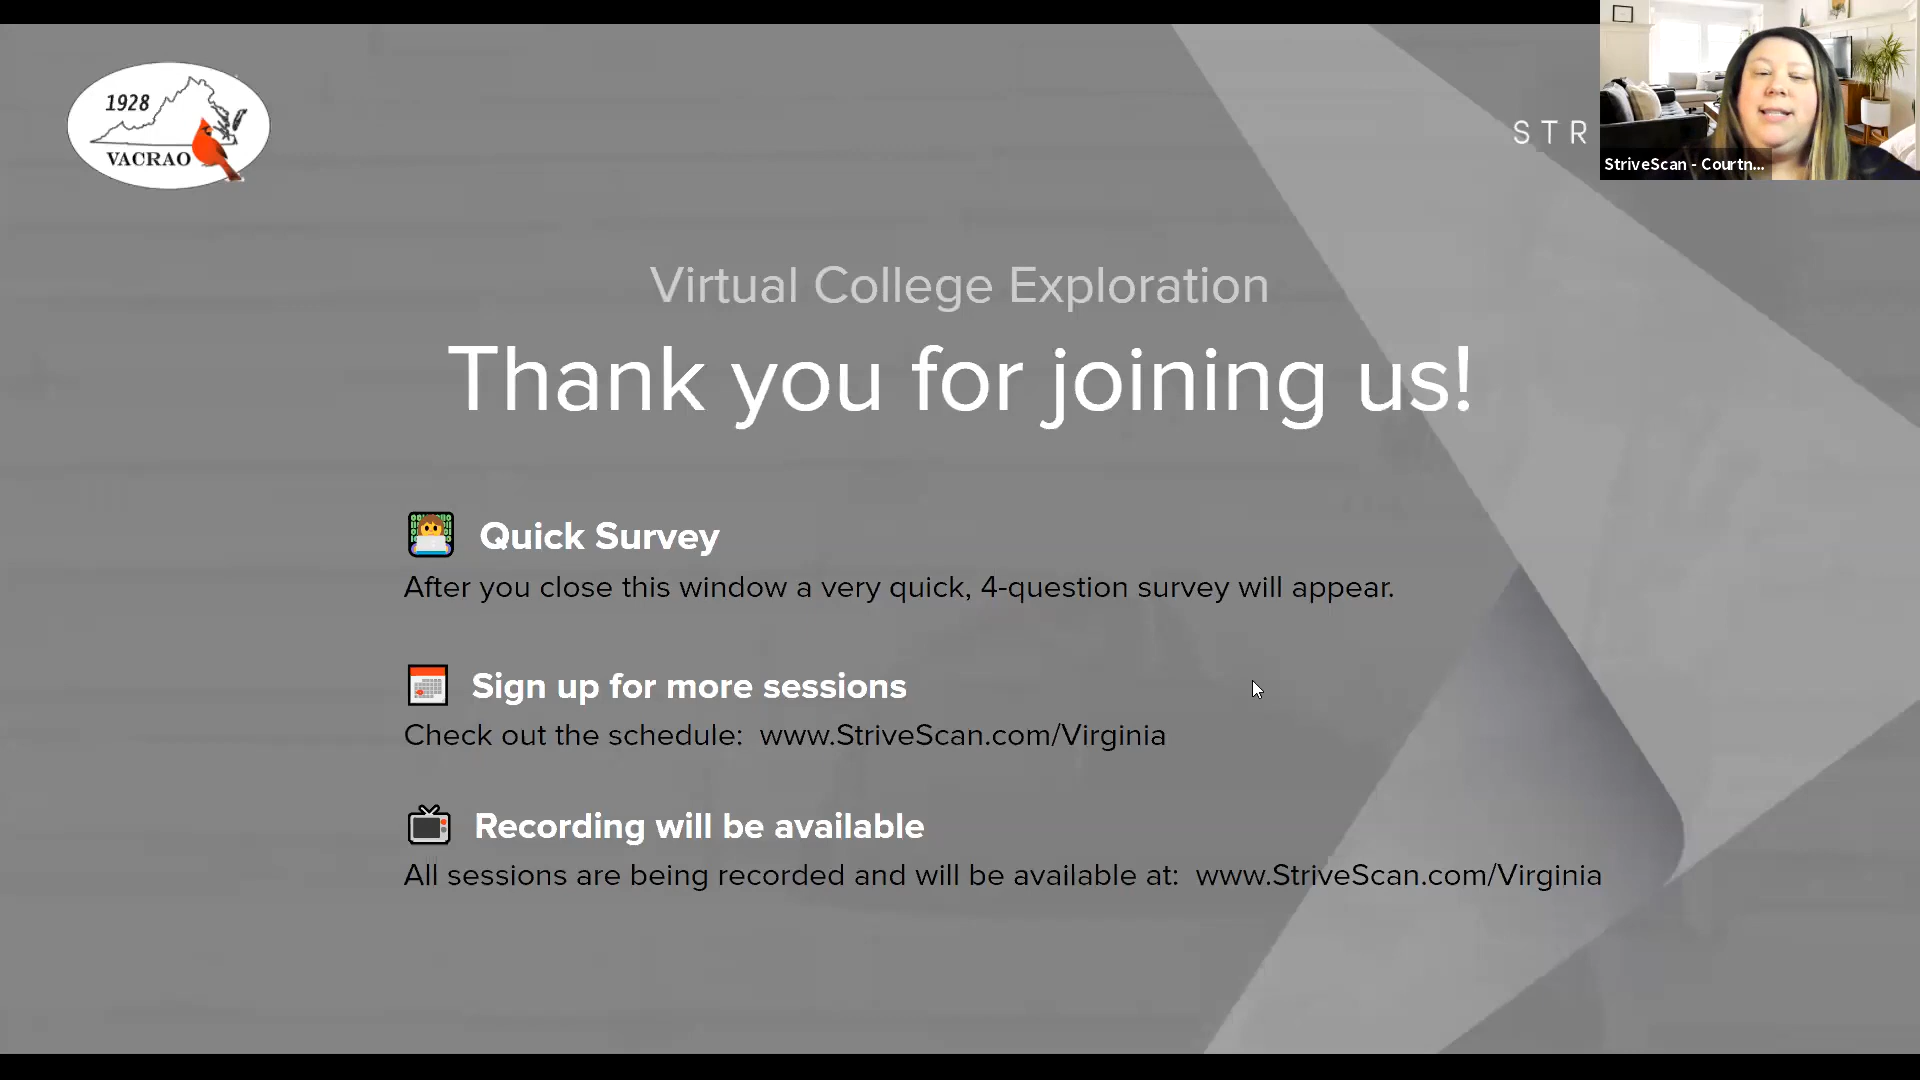 1928
VACRAO
STR
StriveScan - Courtn...
Virtual College Exploration
Thank you for joining us!
Quick Survey
After you close this window a very quick, 4-question survey will appear.
Sign up for more sessions
Check out the schedule: www.StriveScan.com/Virginia
Recording will be available
All sessions are being recorded and will be available at: www.StriveScan.com/Virginia